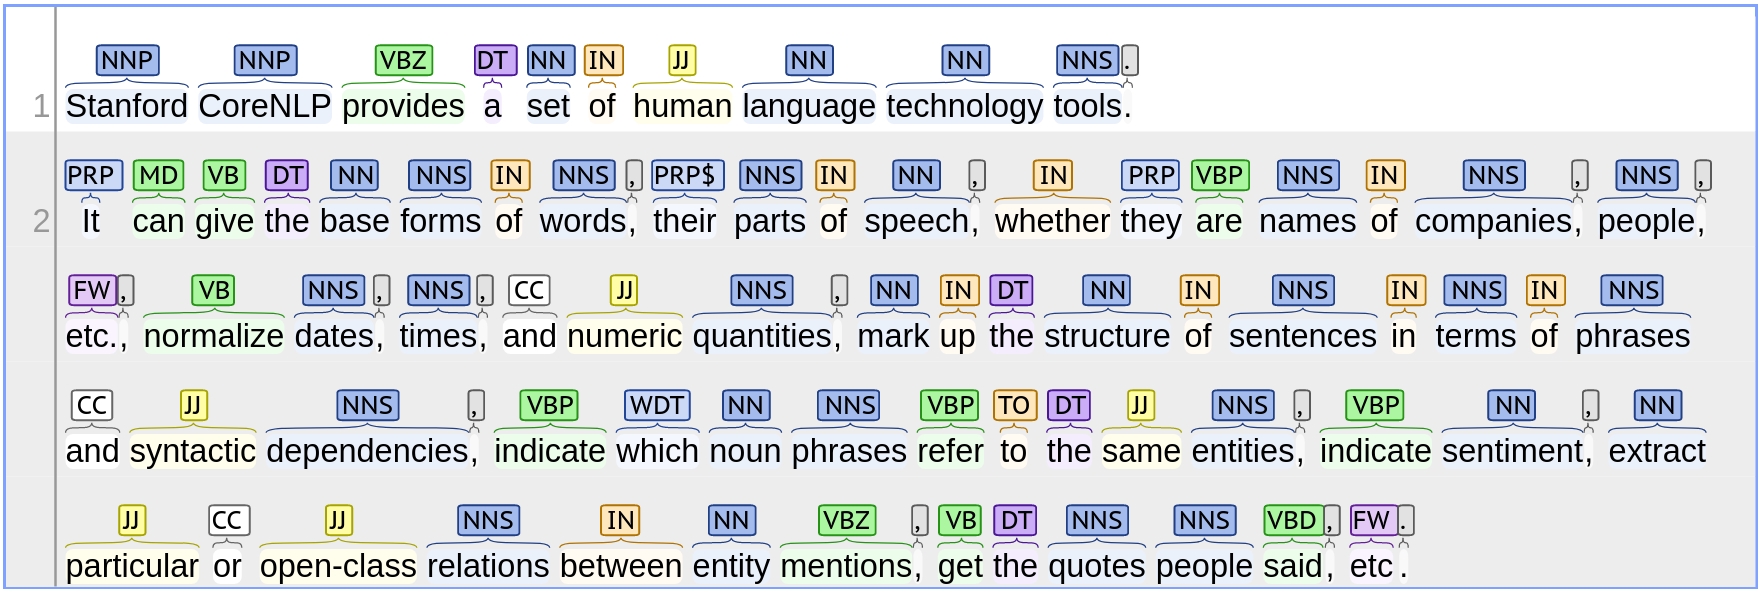 NNP NNP VBZ DT NN IN JJ NN NN NNS .
1 Stanford CoreNLP provides a set of human language technology tools.
PRP MD VB DT NN NNS IN NNS , PRP$ NNS IN NN , IN PRP VBP NNS IN NNS , NNS ,
2 It can give the base forms of words, their parts of speech, whether they are names of companies, people,
FW , VB NNS , NNS , CC JJ NNS , NN IN DT NN IN NNS IN NNS IN NNS
etc., normalize dates, times, and numeric quantities, mark up the structure of sentences in terms of phrases
CC JJ NNS , VBP WDT NN NNS VBP TO DT JJ NNS , VBP NN , NN
and syntactic dependencies, indicate which noun phrases refer to the same entities, indicate sentiment, extract
JJ CC JJ NNS IN NN VBZ , VB DT NNS NNS VBD , FW .
particular or open-class relations between entity mentions, get the quotes people said, etc.